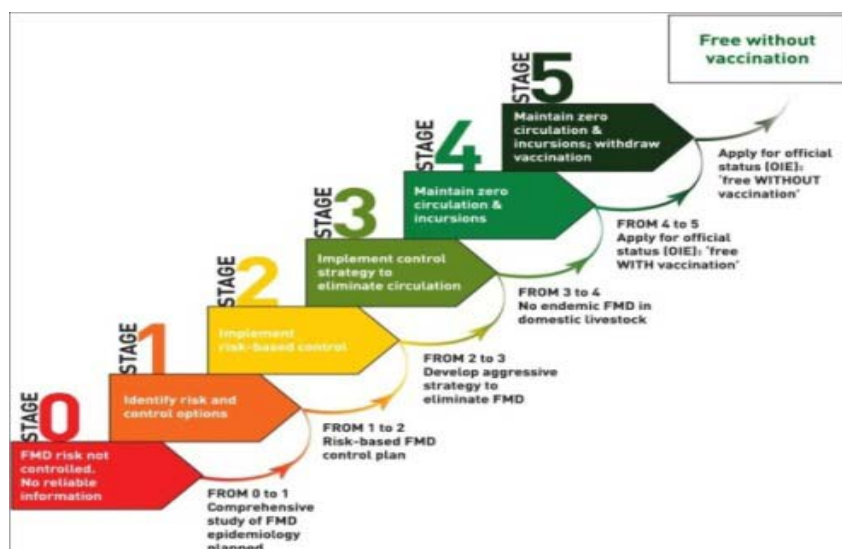 Free without
vaccination
STAGE 5
Maintain zero
circulation &
incursions; withdraw
vaccination
Apply for official
status (OIE):
'free WITHOUT
vaccination'
STAGE 4
Maintain zero
circulation &
incursions
FROM 4 to 5
Apply for official
status (OIE): 'free
WITH vaccination'
STAGE 3
Implement control
strategy to
eliminate circulation
FROM 3 to 4
No endemic FMD in
domestic livestock
STAGE 2
Implement
risk-based control
FROM 2 to 3
Develop aggressive
strategy to
eliminate FMD
STAGE 1
Identify risk and
control options
FROM 1 to 2
Risk-based FMD
control plan
STAGE 0
FMD risk not
controlled.
No reliable
information
FROM 0 to 1
Comprehensive
study of FMD
epidemiology
planned